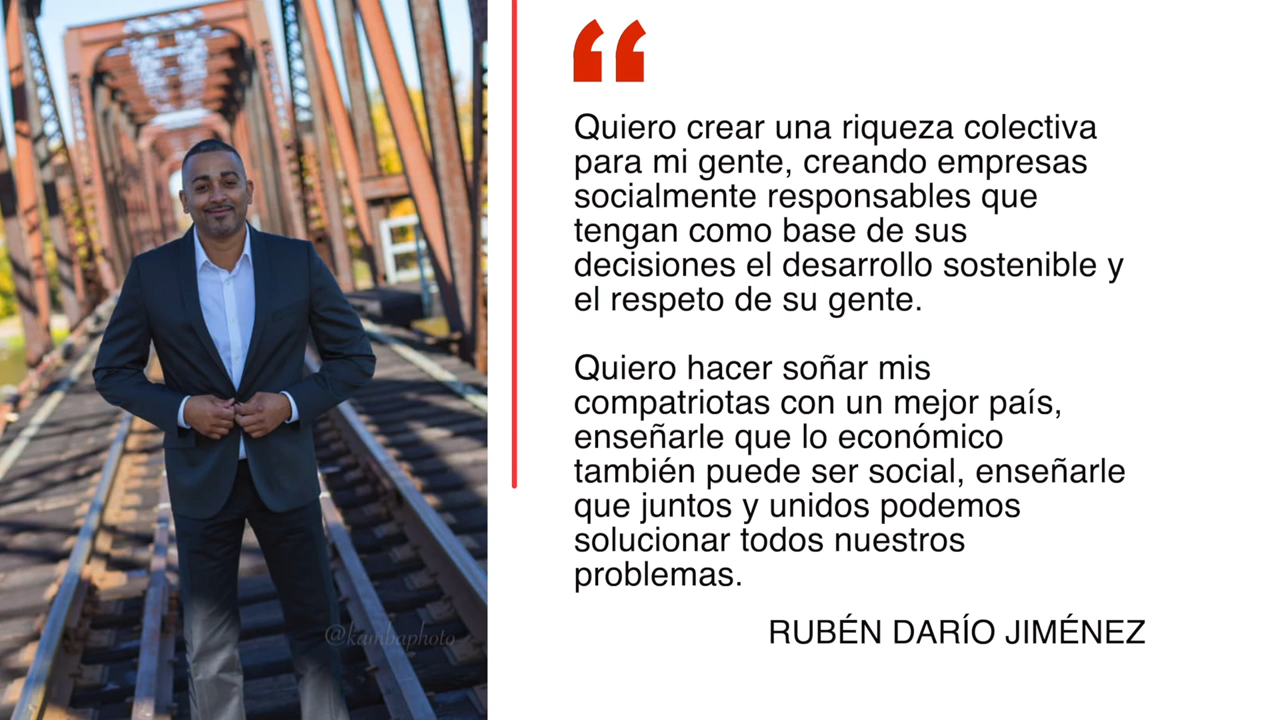 “
Quiero crear una riqueza colectiva
para mi gente, creando empresas
socialmente responsables que
tengan como base de sus
decisiones el desarrollo sostenible y
el respeto de su gente.
Quiero hacer soñar mis
compatriotas con un mejor país,
enseñarle que lo económico
también puede ser social, enseñarle
que juntos y unidos podemos
solucionar todos nuestros
problemas.
RUBÉN DARÍO JIMÉNEZ
@kambaphoto